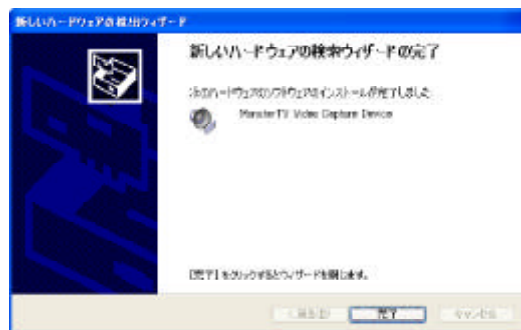 新しいハードウェアの検出ウィザード
新しいハードウェアの検索ウィザードの完了
次のハードウェアのソフトウェアのインストールが完了しました
MonsterTV Video Capture Device
[完了] をクリックするとウィザードを閉じます。
< 戻る(B)
完了
キャンセル